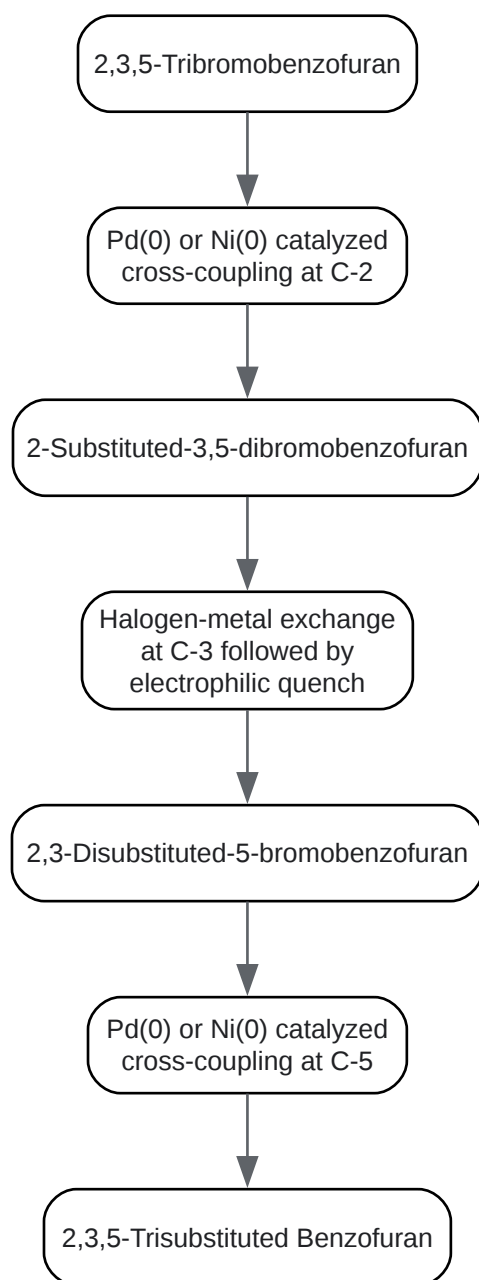 2,3,5-Tribromobenzofuran
Pd(0) or Ni(0) catalyzed
cross-coupling at C-2
2-Substituted-3,5-dibromobenzofuran
Halogen-metal exchange
at C-3 followed by
electrophilic quench
2,3-Disubstituted-5-bromobenzofuran
Pd(0) or Ni(0) catalyzed
cross-coupling at C-5
2,3,5-Trisubstituted Benzofuran